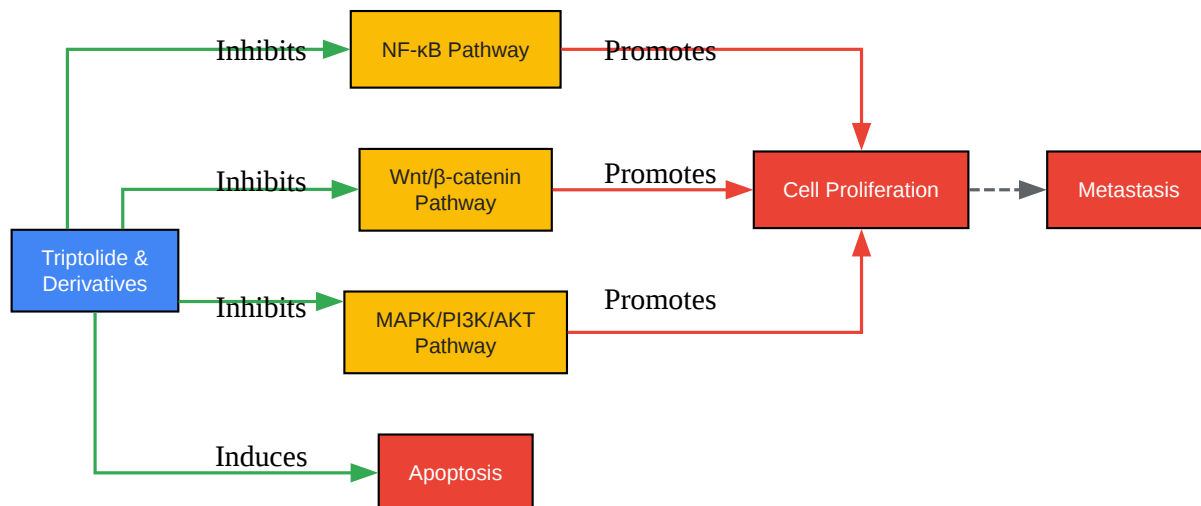 Inhibits
NF-κB Pathway
Promotes
Inhibits
Wnt/β-catenin
Pathway
Promotes
Cell Proliferation
Metastasis
Triptolide &
Derivatives
Inhibits
MAPK/PI3K/AKT
Pathway
Promotes
Induces
Apoptosis